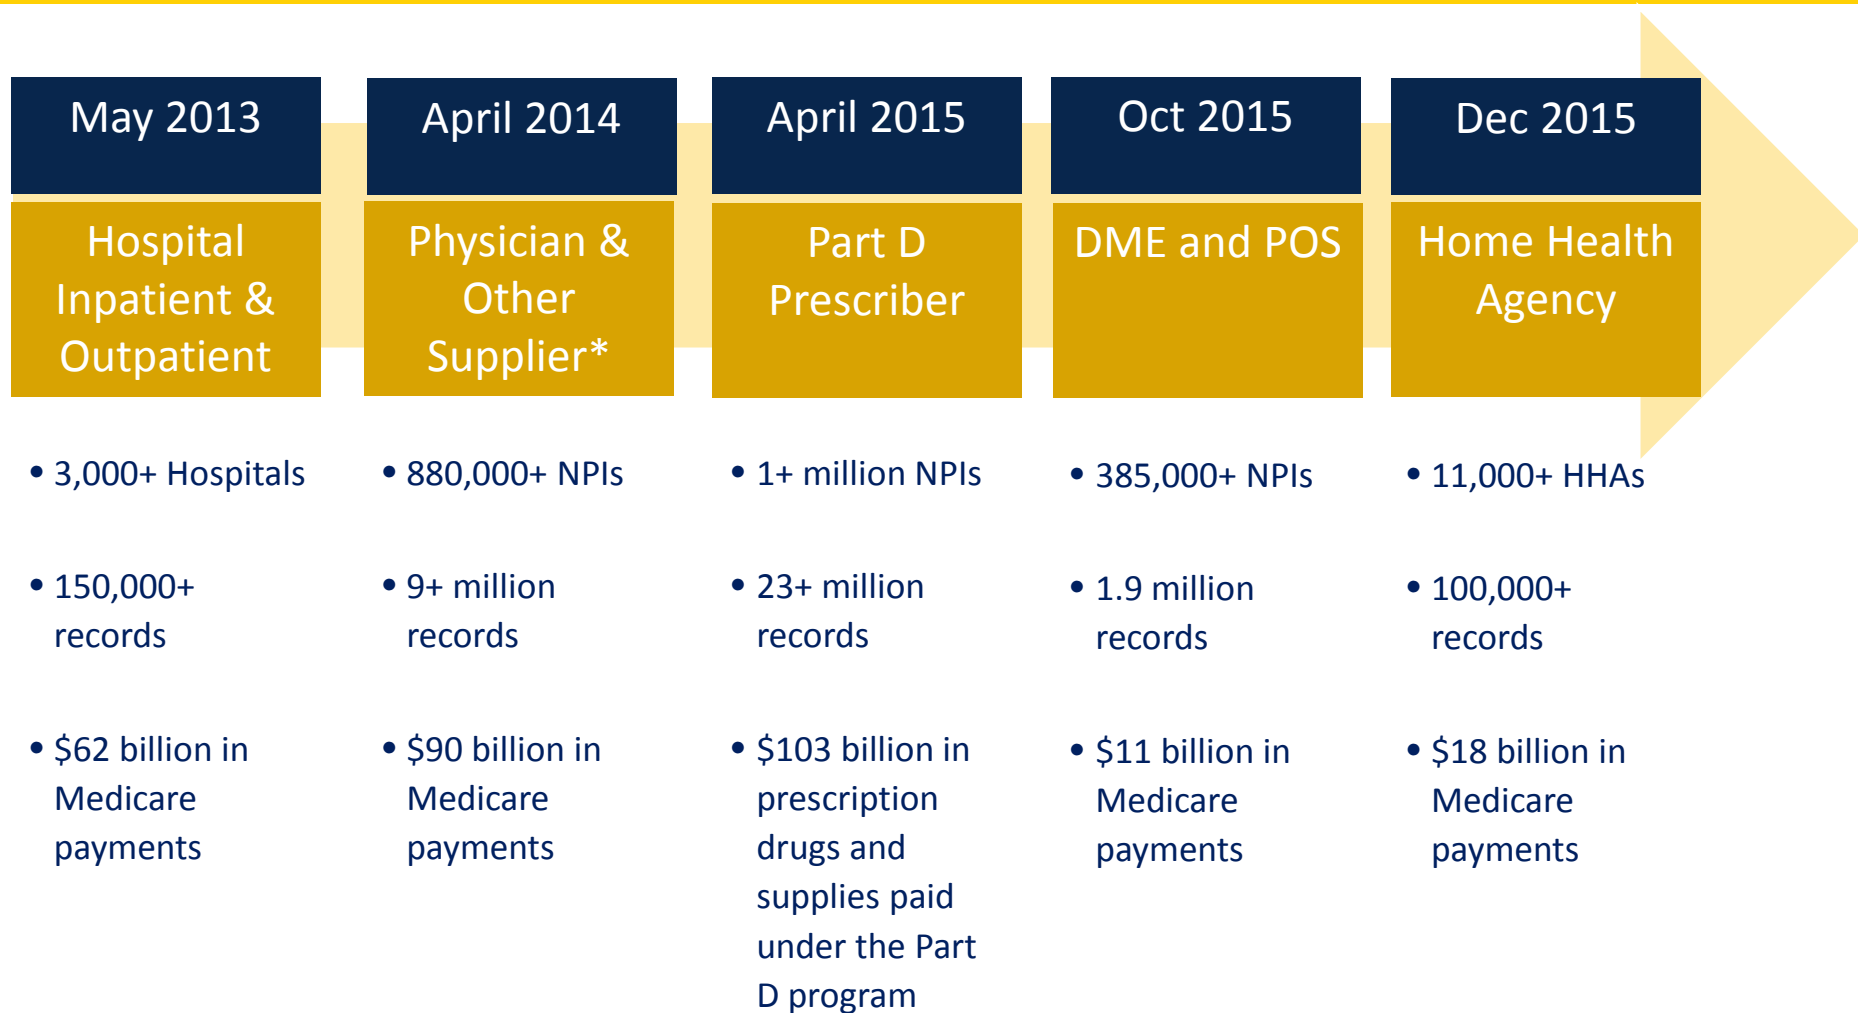 May 2013
Hospital
Inpatient &
Outpatient
• 3,000+ Hospitals
• 150,000+
records
• $62 billion in
Medicare
payments
April 2014
Physician &
Other
Supplier*
• 880,000+ NPIs
• 9+ million
records
• $90 billion in
Medicare
payments
April 2015
Part D
Prescriber
• 1+ million NPIs
• 23+ million
records
• $103 billion in
prescription
drugs and
supplies paid
under the Part
D program
Oct 2015
DME and POS
• 385,000+ NPIs
• 1.9 million
records
• $11 billion in
Medicare
payments
Dec 2015
Home Health
Agency
• 11,000+ HHAs
• 100,000+
records
• $18 billion in
Medicare
payments